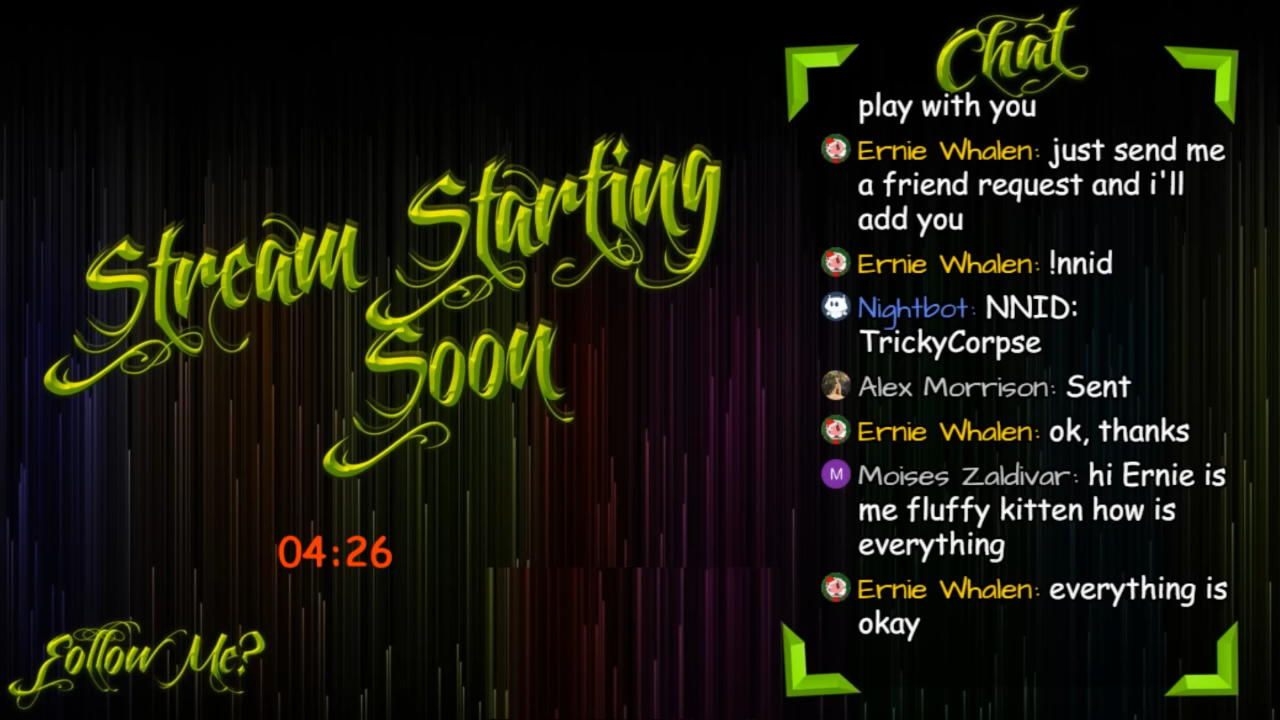 Stream Starting
Soon
04:26
Follow Me?
Chat
play with you
Ernie Whalen: just send me
a friend request and i'll
add you
Ernie Whalen: !nnid
Nightbot: NNID:
TrickyCorpse
Alex Morrison: Sent
Ernie Whalen: ok, thanks
M Moises Zaldivar: hi Ernie is
me fluffy kitten how is
everything
Ernie Whalen: everything is
okay